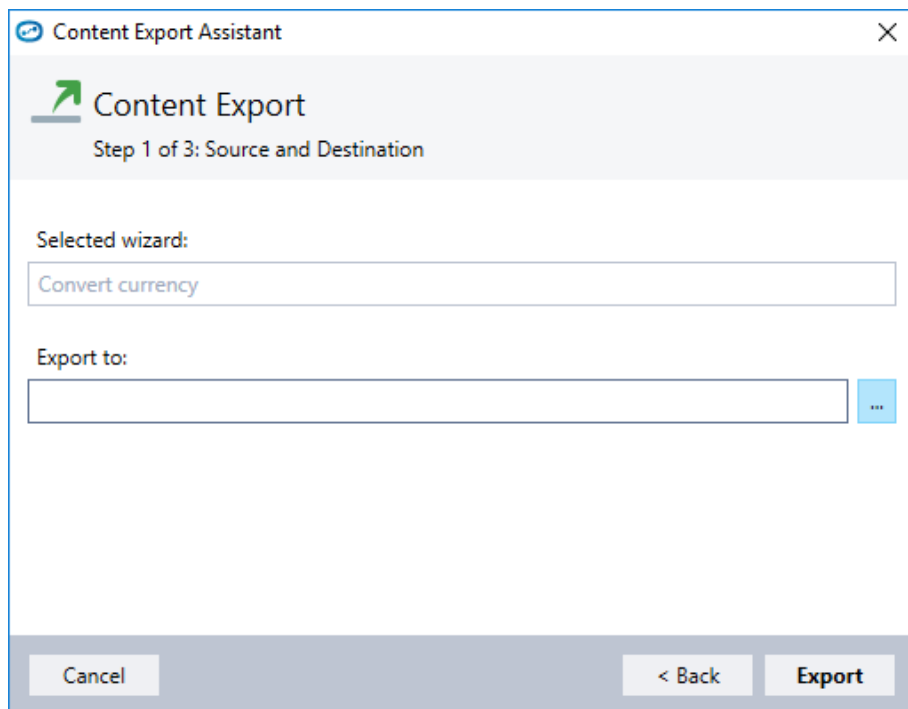 Content Export Assistant
Content Export
Step 1 of 3: Source and Destination
Selected wizard:
Convert currency
Export to:
...
Cancel
< Back
Export